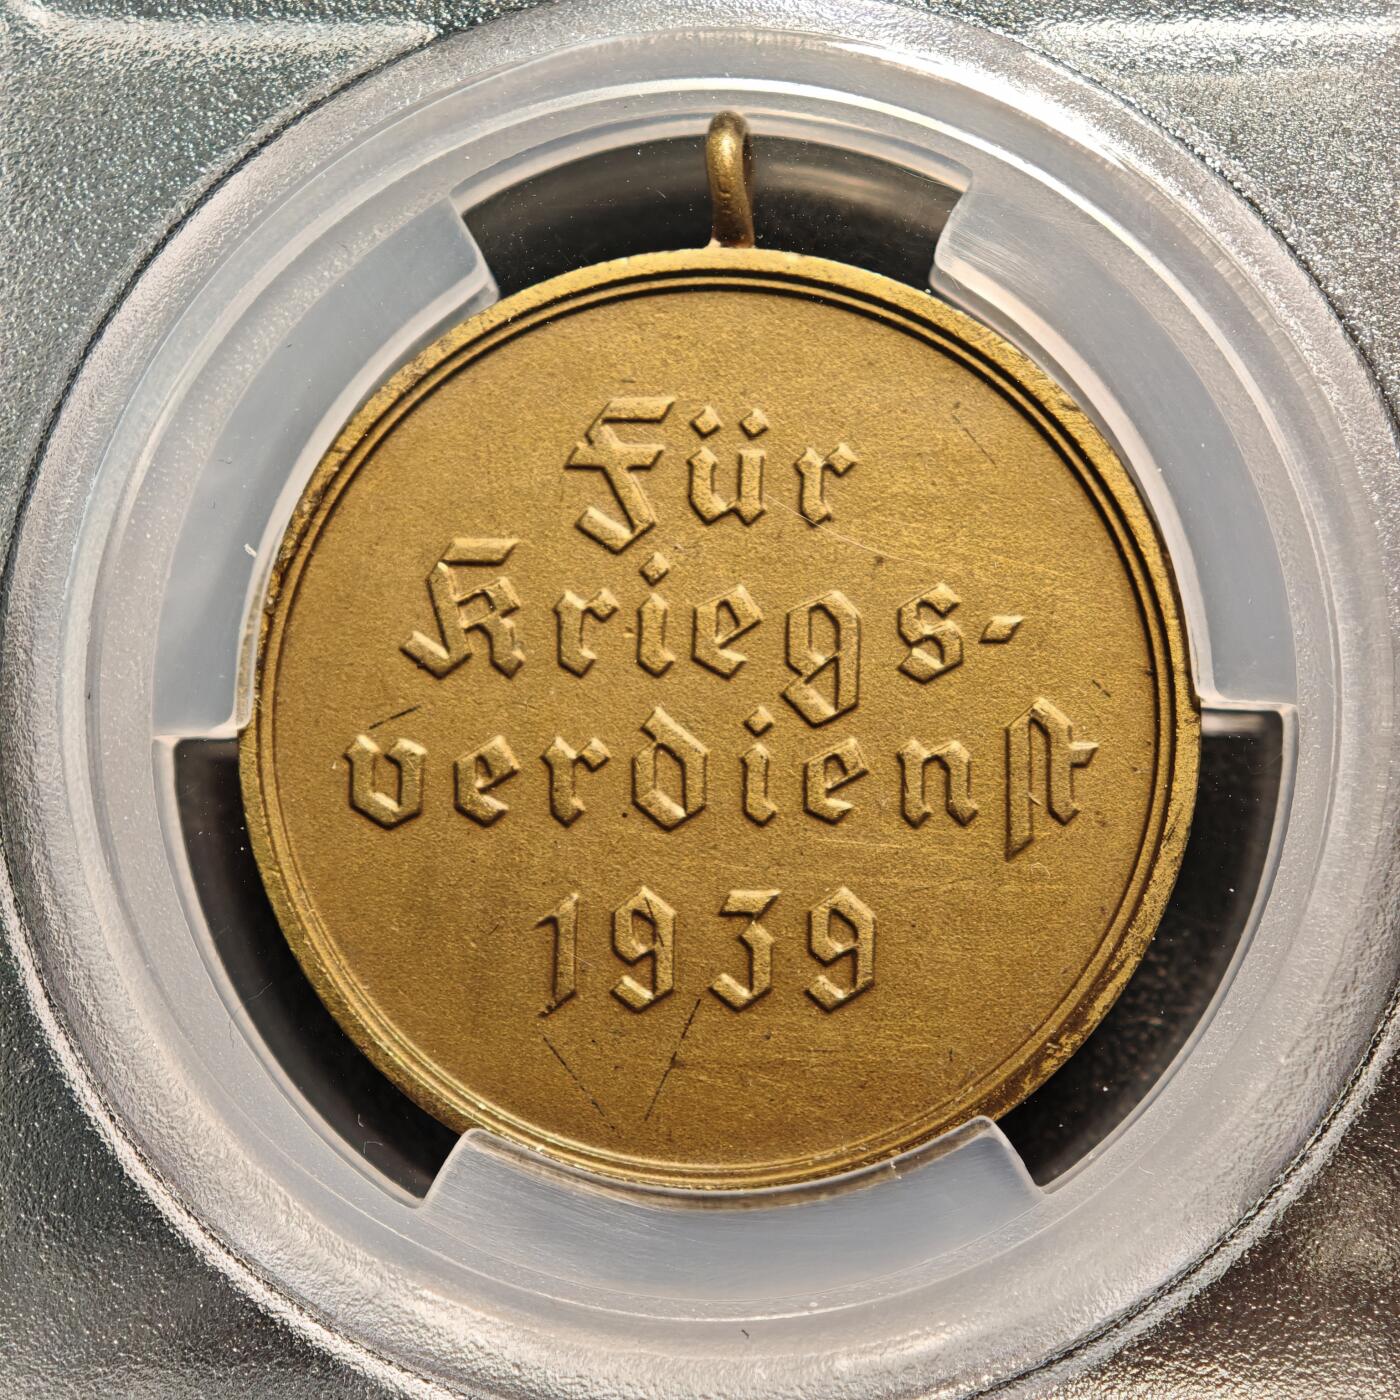 Für
Kriegs-
verdienst
1939